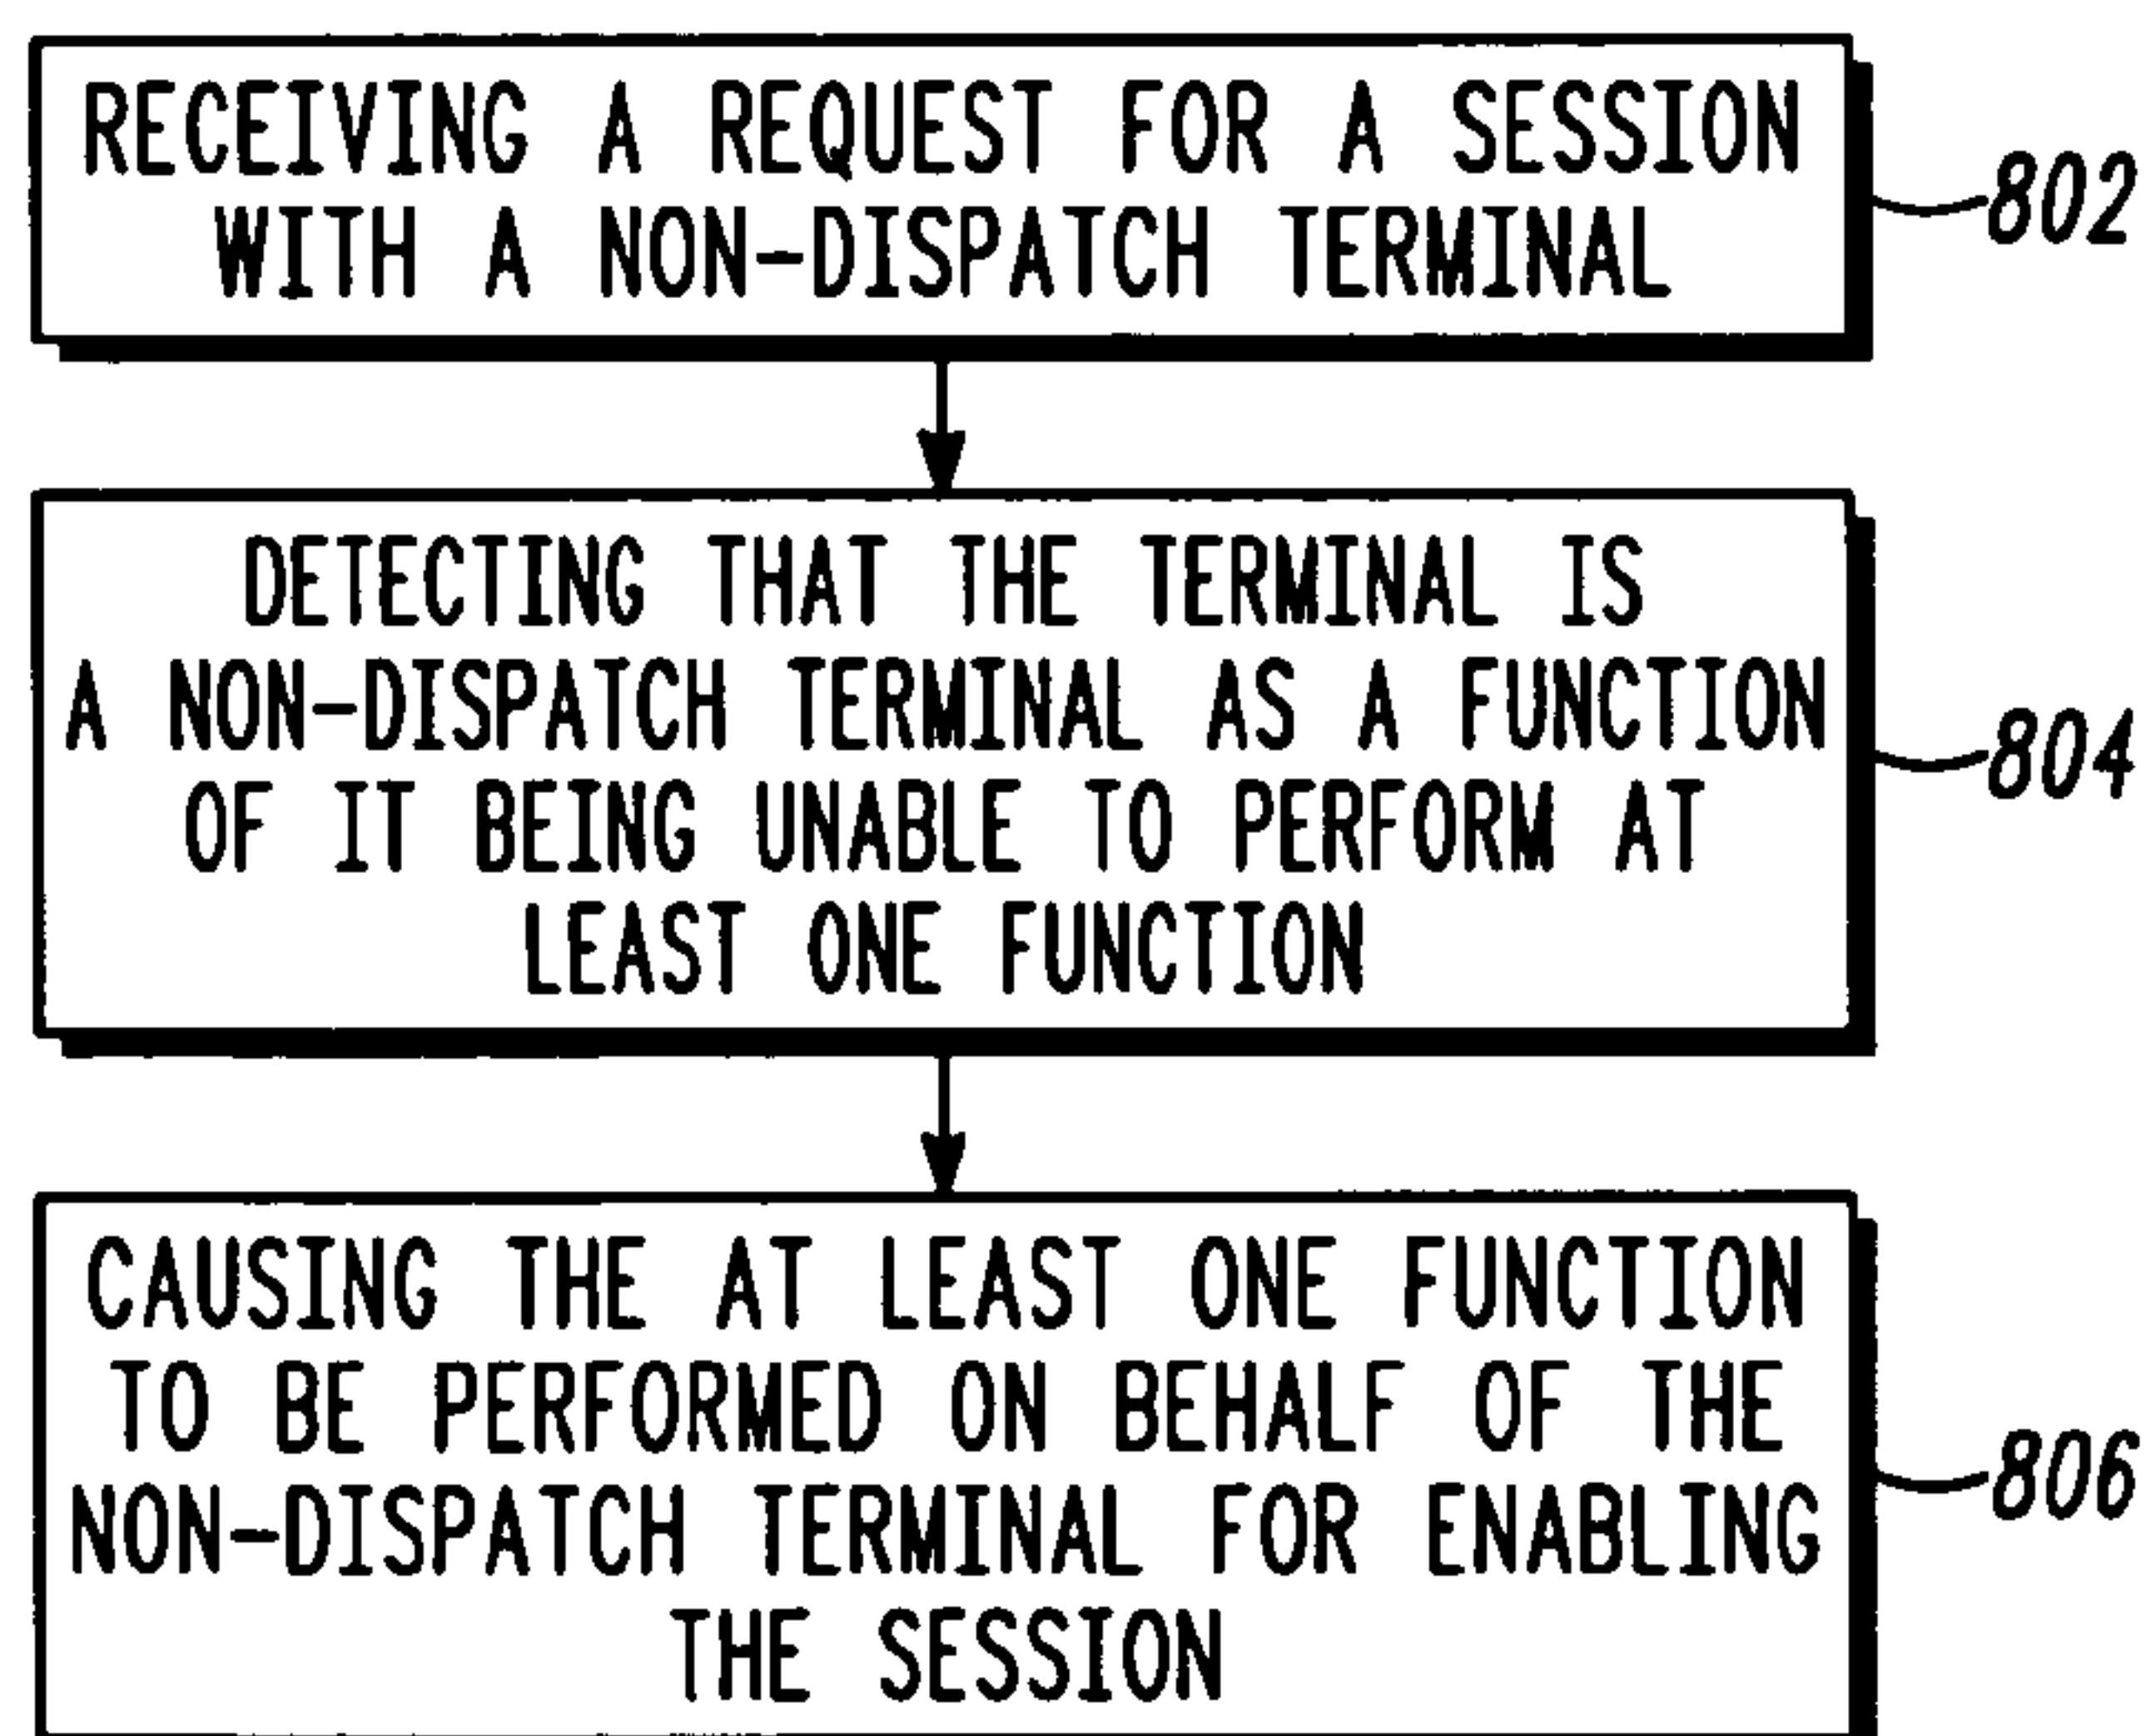 RECEIVING A REQUEST FOR A SESSION
WITH A NON-DISPATCH TERMINAL
802
DETECTING THAT THE TERMINAL IS
A NON-DISPATCH TERMINAL AS A FUNCTION
OF IT BEING UNABLE TO PERFORM AT
LEAST ONE FUNCTION
804
CAUSING THE AT LEAST ONE FUNCTION
TO BE PERFORMED ON BEHALF OF THE
NON-DISPATCH TERMINAL FOR ENABLING
THE SESSION
806